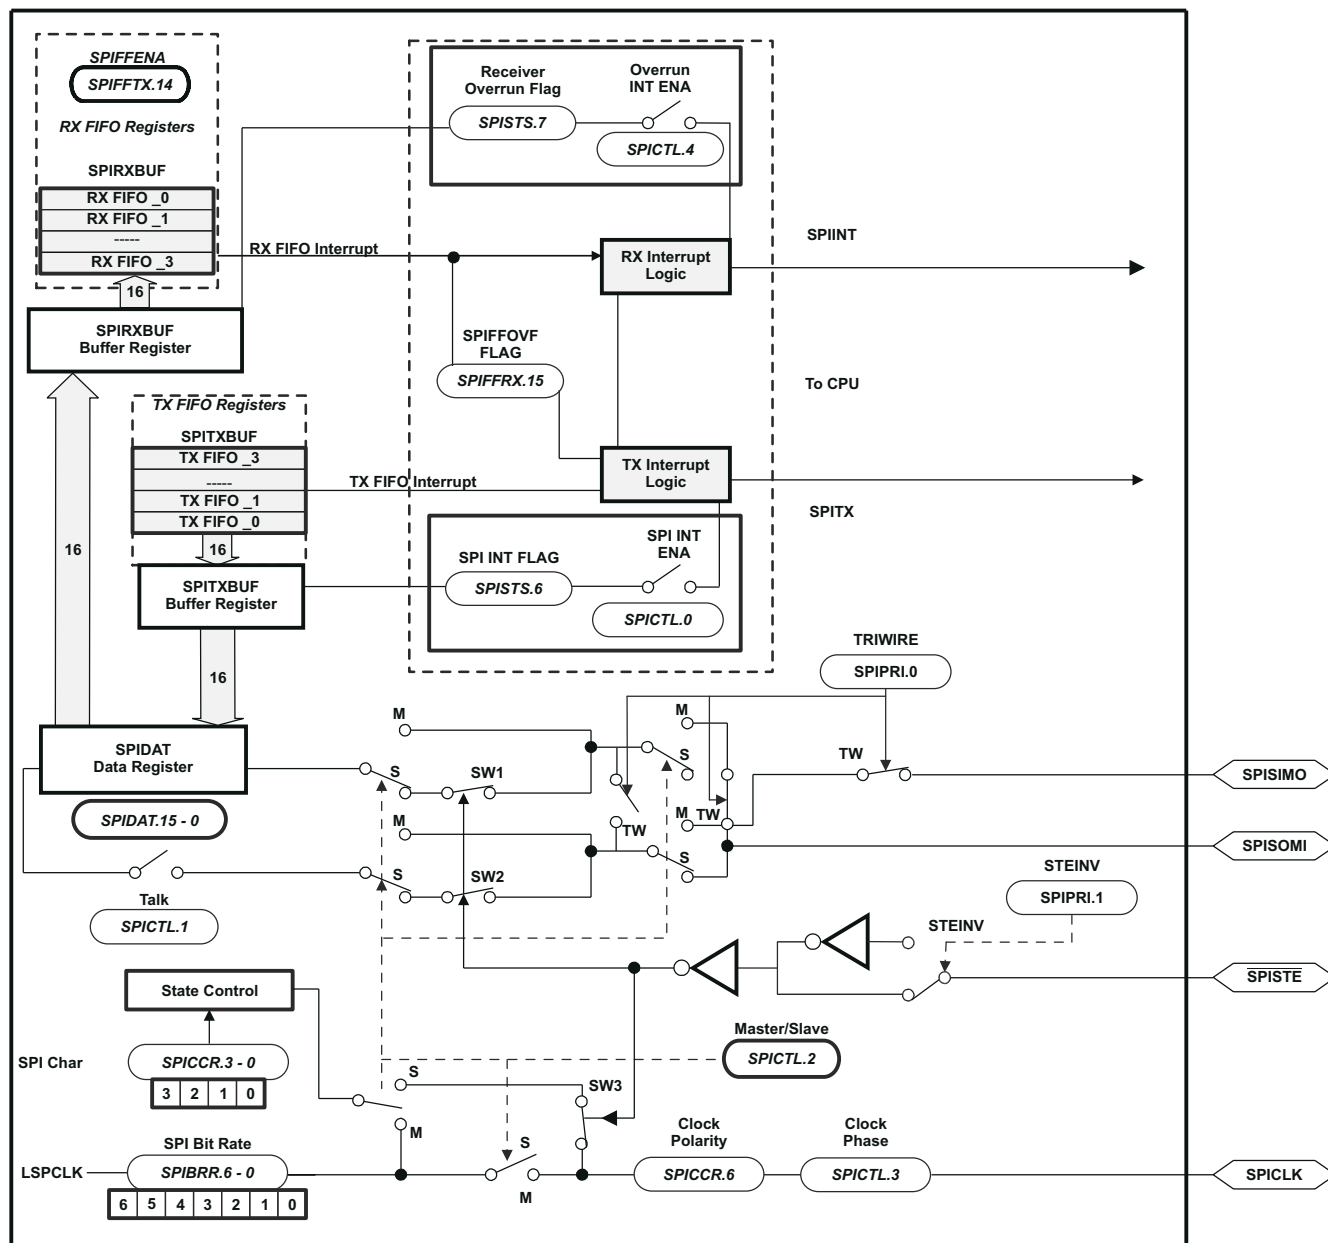 SPIFFENA
SPIFFTX.14
RX FIFO Registers
SPIRXBUF
RX FIFO _0
RX FIFO _1
-----
RX FIFO _3
16
SPIRXBUF
Buffer Register
Receiver
Overrun Flag
SPISTS.7
Overrun
INT ENA
SPICTL.4
RX FIFO Interrupt
RX Interrupt
Logic
SPIINT
SPIFFOVF
FLAG
SPIFFRX.15
To CPU
TX FIFO Registers
SPITXBUF
TX FIFO _3
-----
TX FIFO _1
TX FIFO _0
16
TX FIFO Interrupt
TX Interrupt
Logic
SPITX
16
SPITXBUF
Buffer Register
SPI INT FLAG
SPISTS.6
SPI INT
ENA
SPICTL.0
16
TRIWIRE
SPIPRI.0
SPIDAT
Data Register
SPIDAT.15 - 0
M
S
SW1
M
S
TW
M
TW
TW
SPISIMO
M
S
SW2
S
SPISOMI
Talk
SPICTL.1
STEINV
SPIPRI.1
STEINV
SPISTE
State Control
Master/Slave
SPICTL.2
SPI Char
SPICCR.3 - 0
3 2 1 0
S
M
SW3
LSPCLK
SPI Bit Rate
SPIBRR.6 - 0
6 5 4 3 2 1 0
S
M
Clock
Polarity
SPICCR.6
Clock
Phase
SPICTL.3
SPICLK